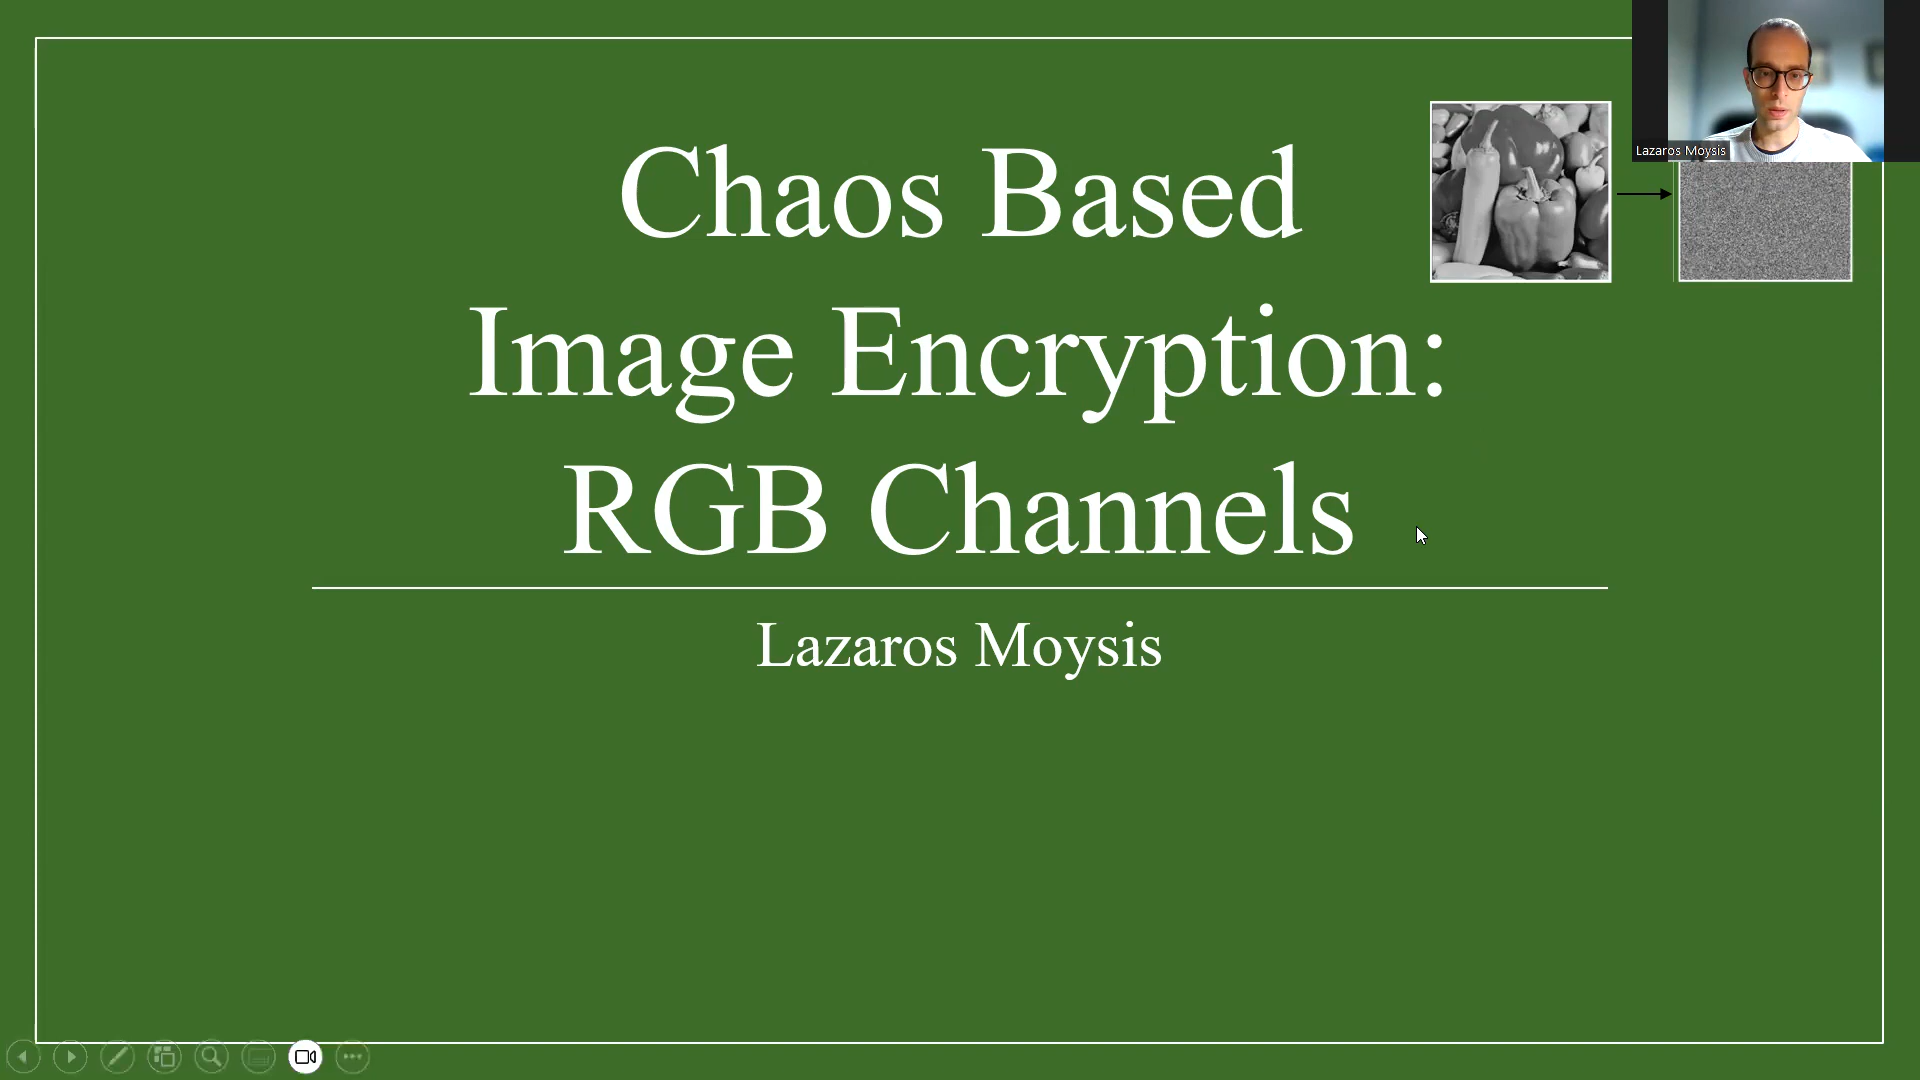 Chaos Based
Image Encryption:
RGB Channels
Lazaros Moysis
Lazaros Moysis